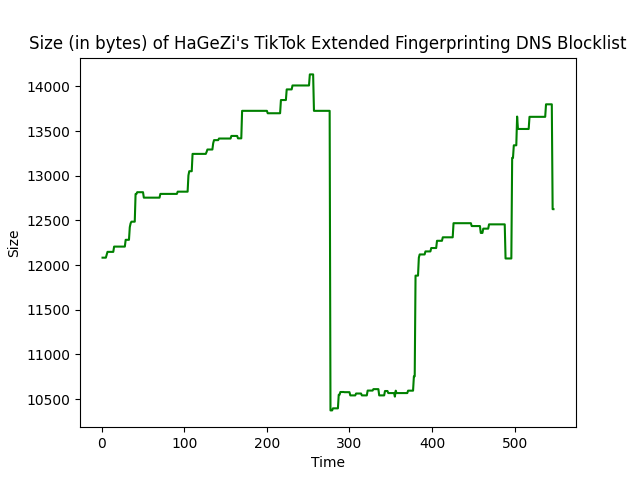 Size (in bytes) of HaGeZi's TikTok Extended Fingerprinting DNS Blocklist
14000
13500
13000
12500
12000
11500
11000
10500
Size
0 100 200 300 400 500
Time